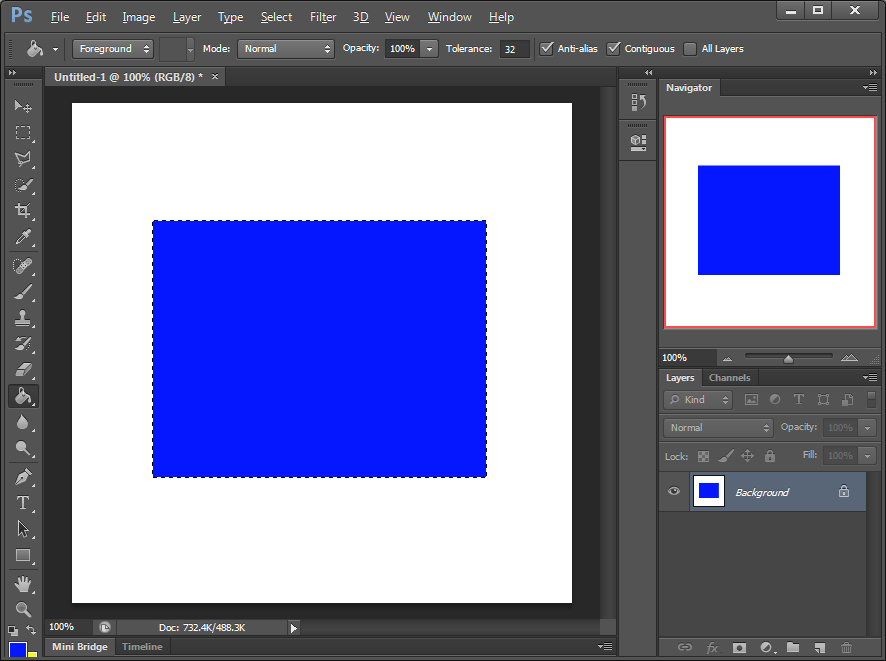 Ps File Edit Image Layer Type Select Filter 3D View Window Help
Foreground Mode: Normal Opacity: 100% Tolerance: 32 Anti-alias Contiguous All Layers
Untitled-1 @ 100% (RGB/8) * ×
Navigator
100%
Layers Channels
Kind
Normal Opacity: 100%
Lock: Fill: 100%
Background
T
100% Doc: 732.4K/488.3K
Mini Bridge Timeline
fx